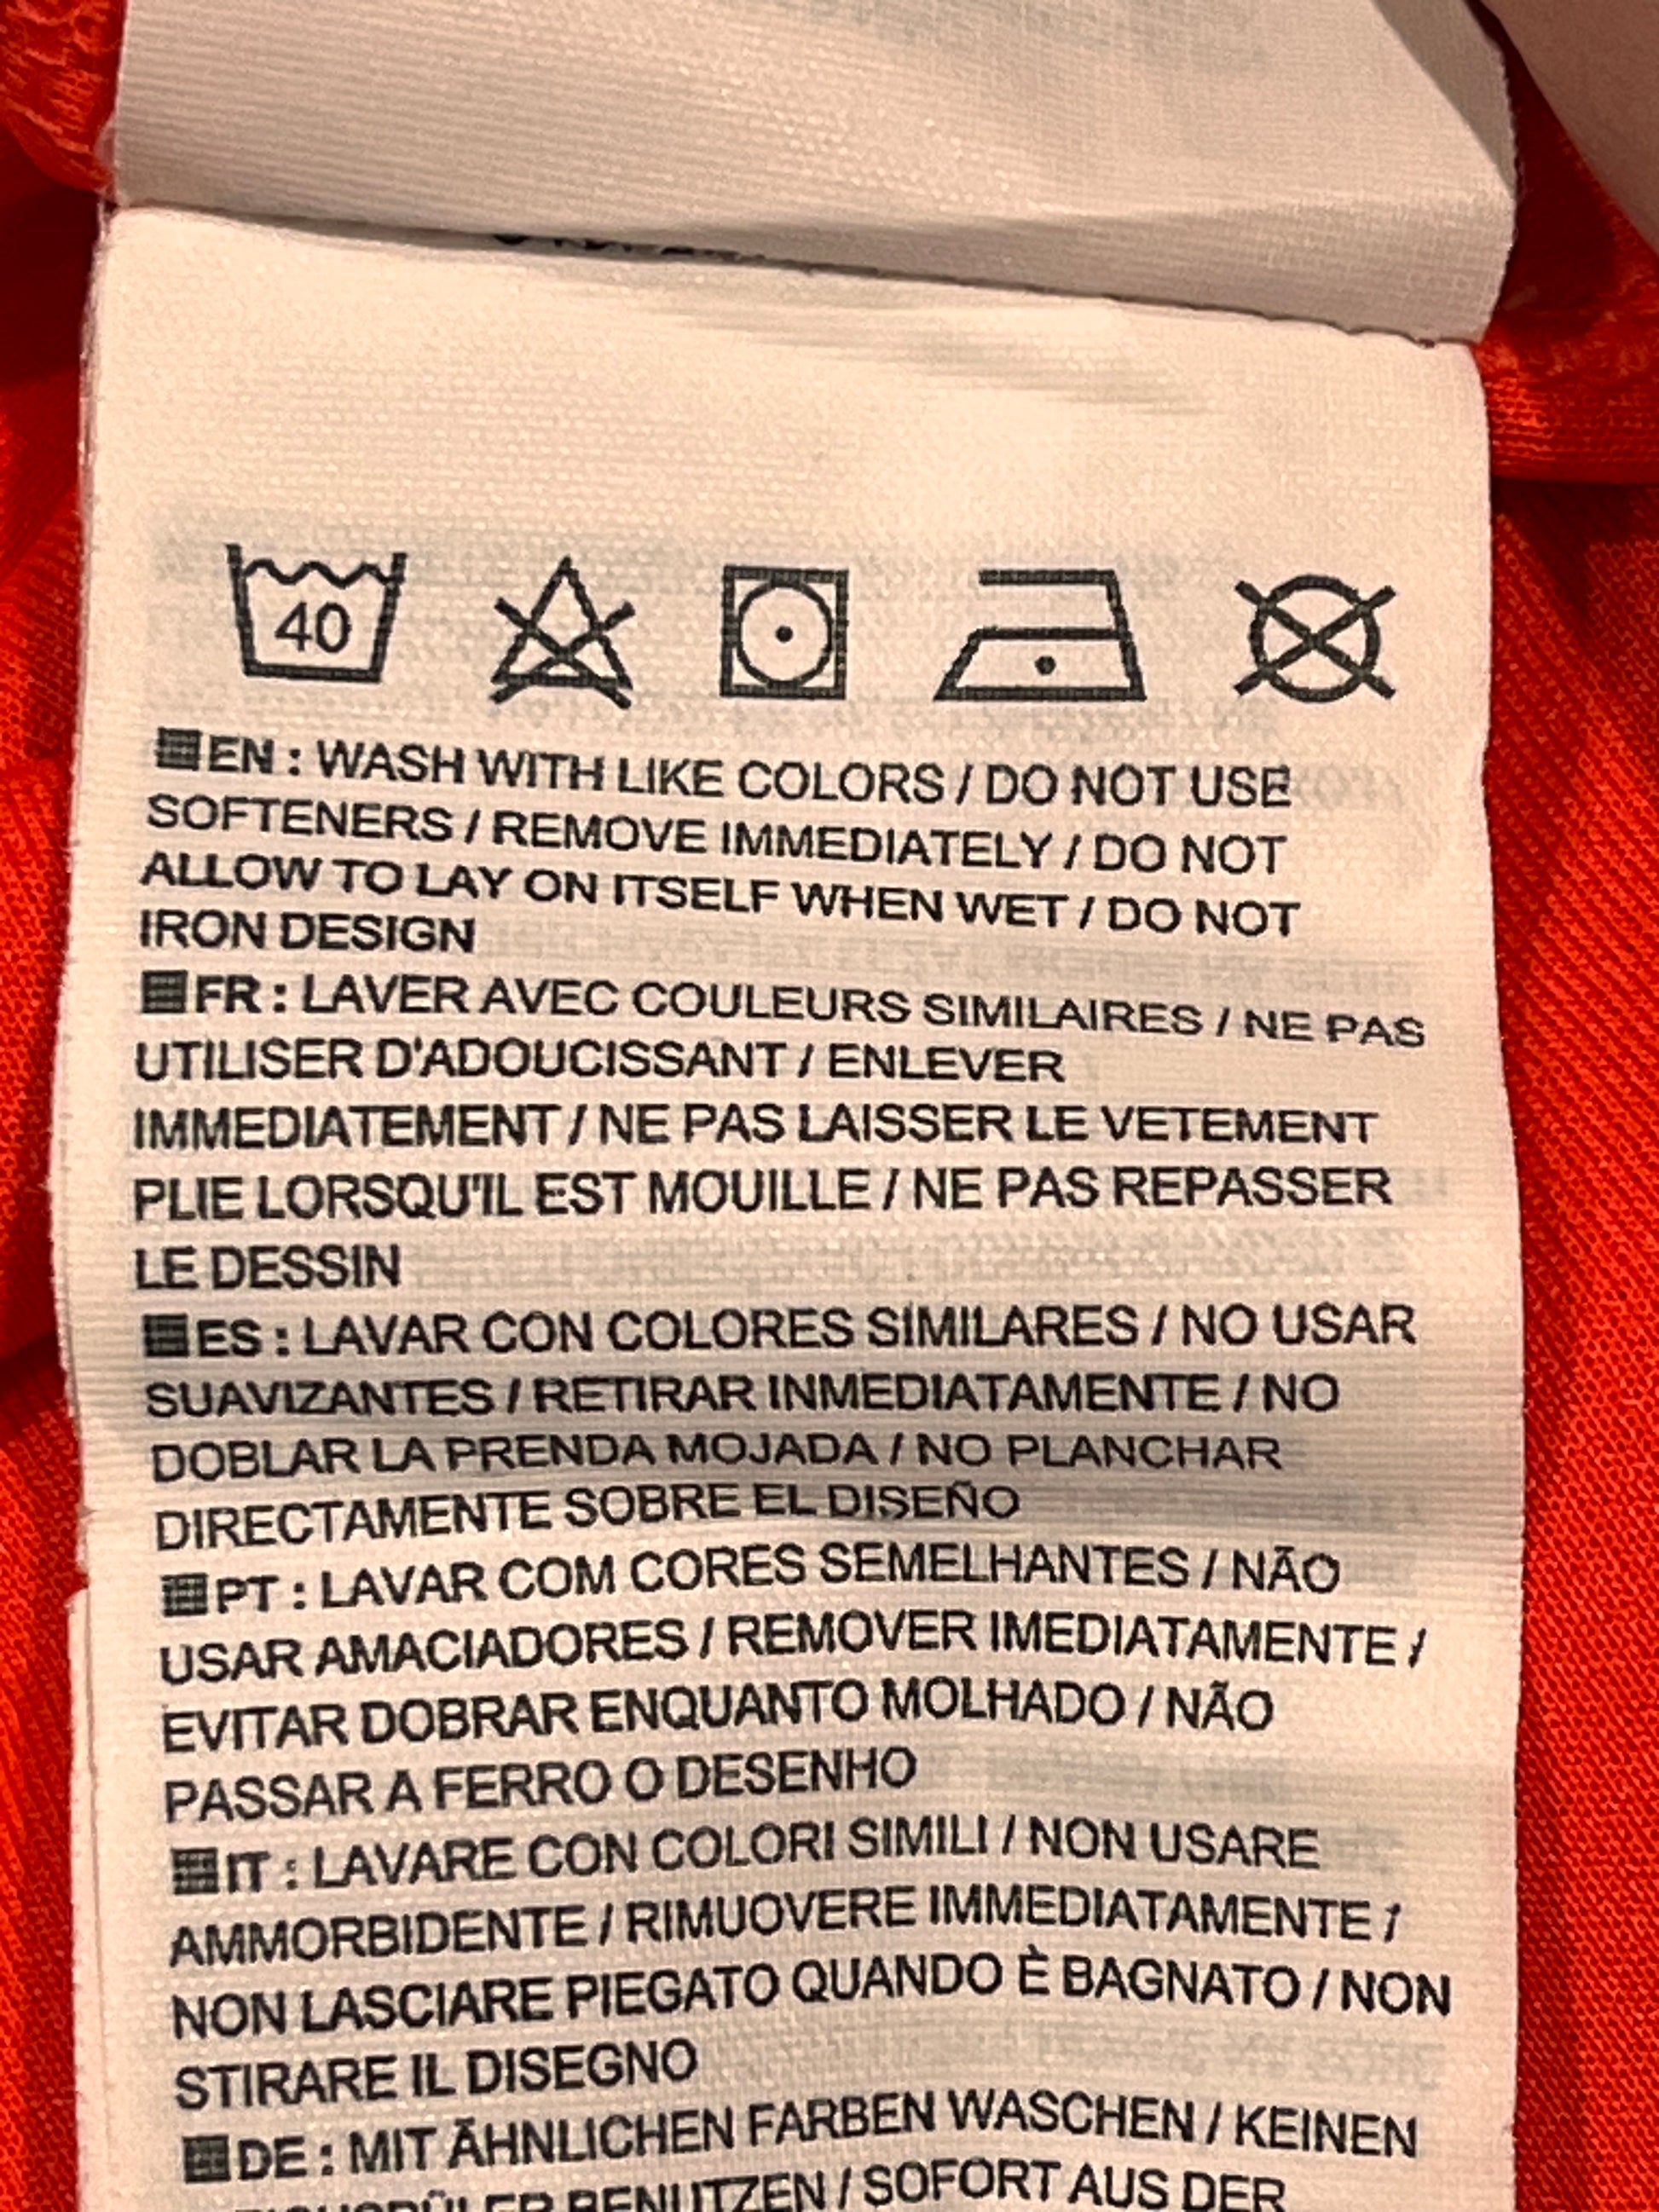 40
EN : WASH WITH LIKE COLORS / DO NOT USE
SOFTENERS / REMOVE IMMEDIATELY / DO NOT
ALLOW TO LAY ON ITSELF WHEN WET / DO NOT
IRON DESIGN
FR : LAVER AVEC COULEURS SIMILAIRES / NE PAS
UTILISER D'ADOUCISSANT / ENLEVER
IMMEDIATEMENT / NE PAS LAISSER LE VETEMENT
PLIE LORSQU'IL EST MOUILLE / NE PAS REPASSER
LE DESSIN
ES : LAVAR CON COLORES SIMILARES / NO USAR
SUAVIZANTES / RETIRAR INMEDIATAMENTE / NO
DOBLAR LA PRENDA MOJADA / NO PLANCHAR
DIRECTAMENTE SOBRE EL DISEÑO
PT : LAVAR COM CORES SEMELHANTES / NÃO
USAR AMACIADORES / REMOVER IMEDIATAMENTE /
EVITAR DOBRAR ENQUANTO MOLHADO / NÃO
PASSAR A FERRO O DESENHO
IT : LAVARE CON COLORI SIMILI / NON USARE
AMMORBIDENTE / RIMUOVERE IMMEDIATAMENTE /
NON LASCIARE PIEGATO QUANDO È BAGNATO / NON
STIRARE IL DISEGNO
DE : MIT ÄHNLICHEN FARBEN WASCHEN / KEINEN
BENUTZEN / SOFORT AUS DER